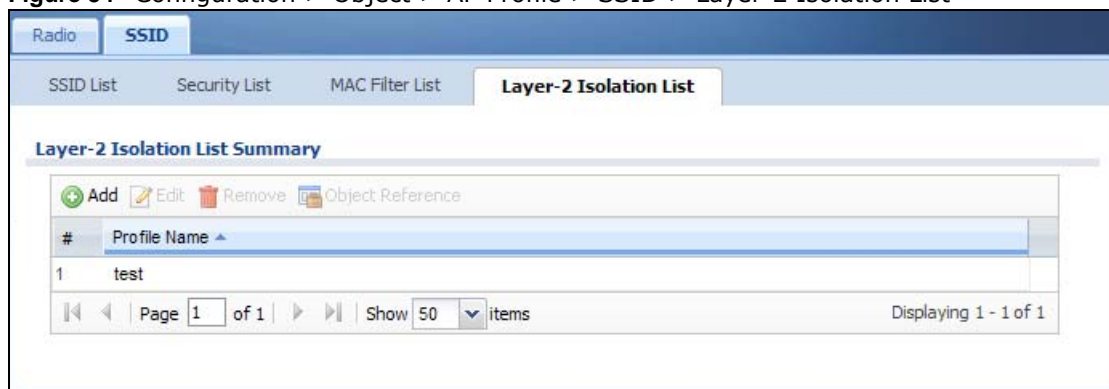 Radio SSID
SSID List Security List MAC Filter List Layer-2 Isolation List
Layer-2 Isolation List Summary
Add Edit Remove Object Reference
# Profile Name
1 test
Page 1 of 1 Show 50 items Displaying 1 - 1 of 1